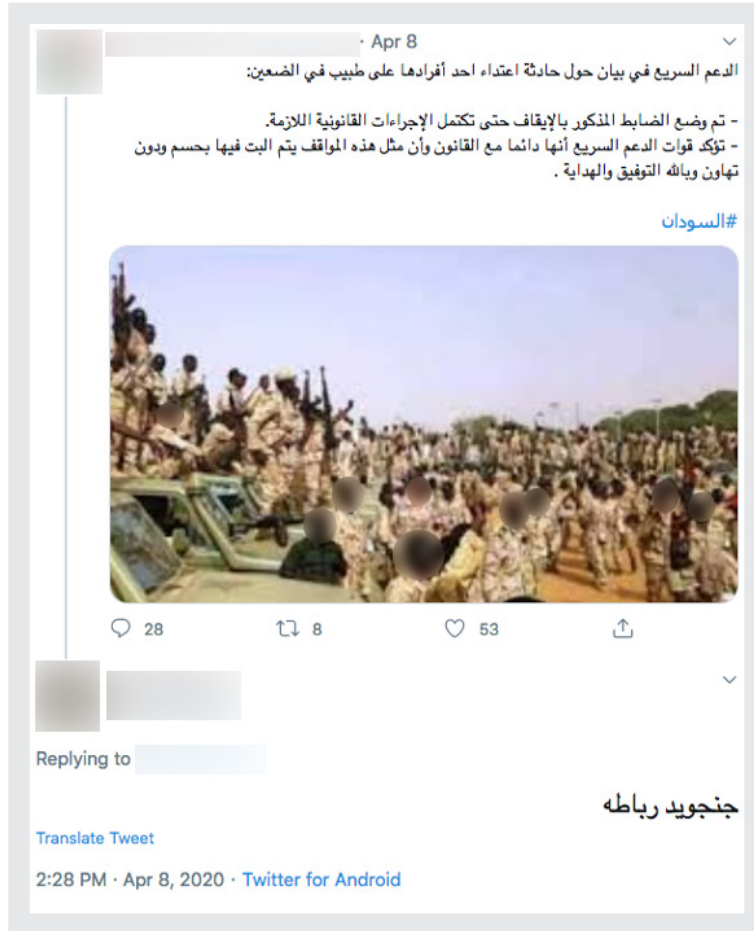 · Apr 8
الدعم السريع في بيان حول حادثة اعتداء احد أفرادها على طبيب في الضعين:
- تم وضع الضابط المذكور بالإيقاف حتى تكتمل الإجراءات القانونية اللازمة.
- تؤكد قوات الدعم السريع أنها دائما مع القانون وأن مثل هذه المواقف يتم البت فيها بحسم ودون
تهاون وبالله التوفيق والهداية .
#السودان
28 8 53
Replying to
جنجويد رباطه
Translate Tweet
2:28 PM · Apr 8, 2020 · Twitter for Android